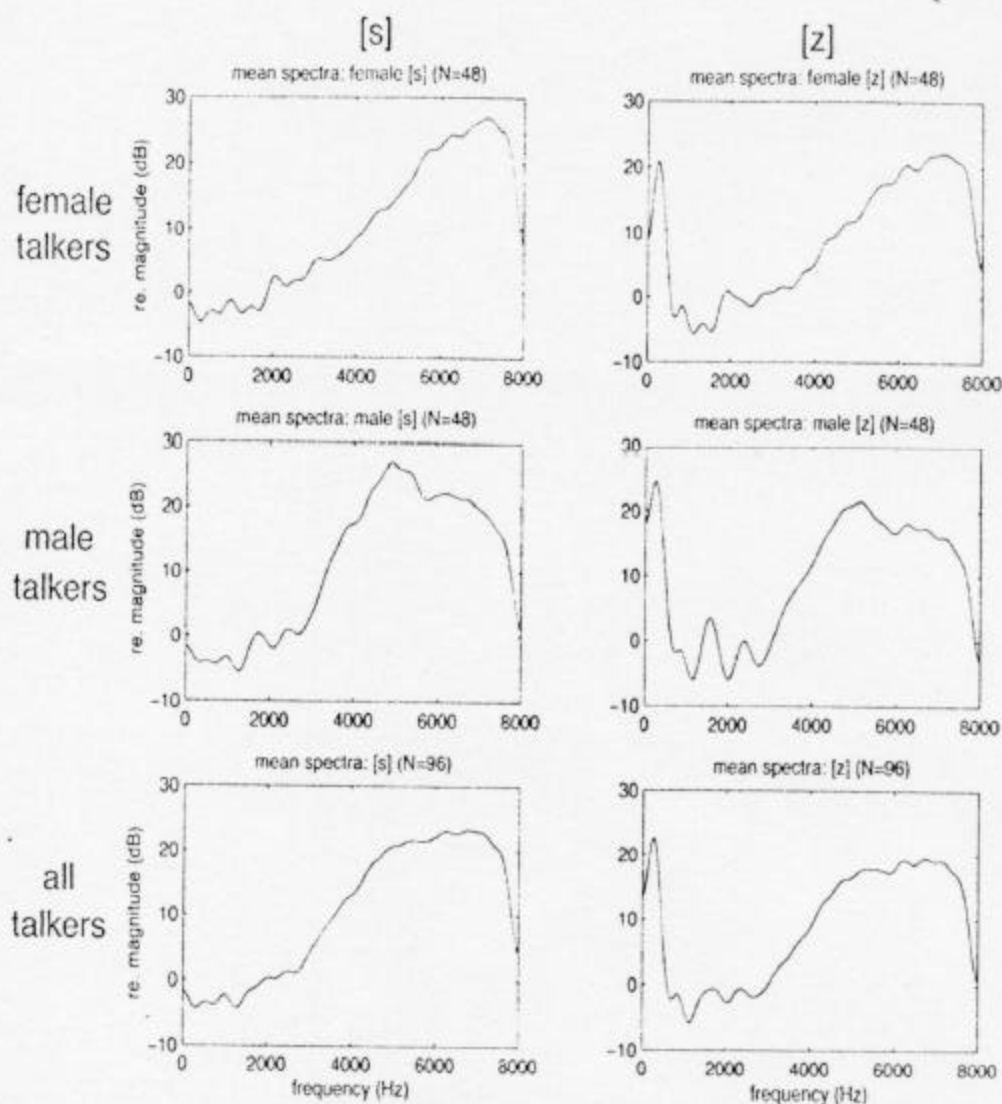 [s]
[z]
mean spectra: female [s] (N=48)
mean spectra: female [z] (N=48)
female
talkers
re. magnitude (dB)
30
20
10
0
−10
0 2000 4000 6000 8000
30
20
10
0
−10
0 2000 4000 6000 8000
mean spectra: male [s] (N=48)
mean spectra: male [z] (N=48)
male
talkers
re. magnitude (dB)
30
20
10
0
−10
0 2000 4000 6000 8000
30
20
10
0
−10
0 2000 4000 6000 8000
mean spectra: [s] (N=96)
mean spectra: [z] (N=96)
all
talkers
re. magnitude (dB)
30
20
10
0
−10
0 2000 4000 6000 8000
frequency (Hz)
30
20
10
0
−10
0 2000 4000 6000 8000
frequency (Hz)